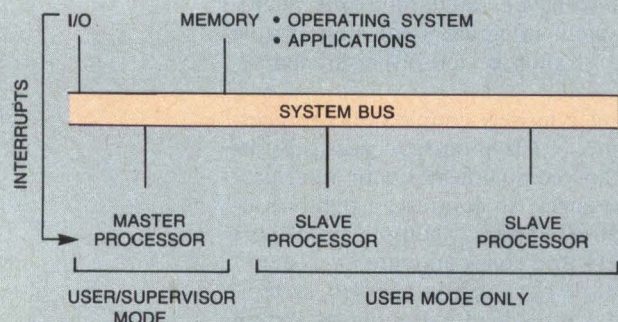 I/O
MEMORY • OPERATING SYSTEM
• APPLICATIONS
SYSTEM BUS
INTERRUPTS
MASTER
PROCESSOR
SLAVE
PROCESSOR
SLAVE
PROCESSOR
USER/SUPERVISOR
MODE
USER MODE ONLY